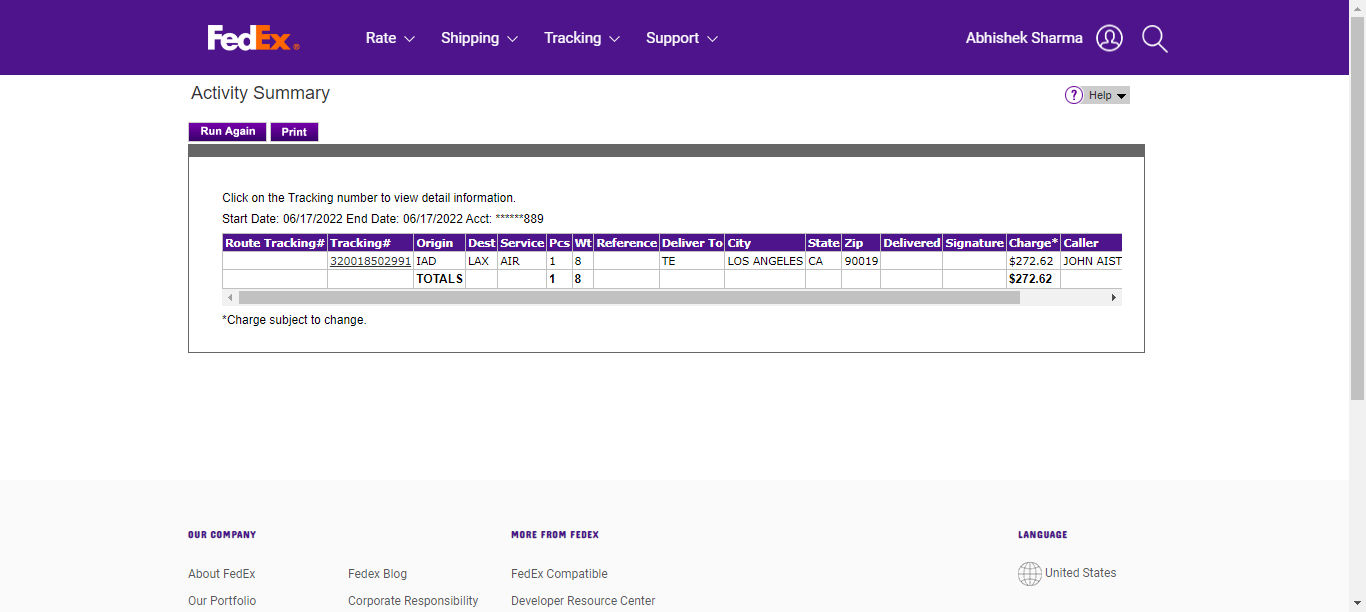 FedEx® Rate Shipping Tracking Support Abhishek Sharma
Activity Summary
? Help
Run Again Print
Click on the Tracking number to view detail information.
Start Date: 06/17/2022 End Date: 06/17/2022 Acct: ******889
Route Tracking# Tracking# Origin Dest Service Pcs Wt Reference Deliver To City State Zip Delivered Signature Charge* Caller
320018502991 IAD LAX AIR 1 8 TE LOS ANGELES CA 90019 $272.62 JOHN AIST
TOTALS 1 8 $272.62
*Charge subject to change.
OUR COMPANY MORE FROM FEDEX LANGUAGE
About FedEx Fedex Blog FedEx Compatible United States
Our Portfolio Corporate Responsibility Developer Resource Center